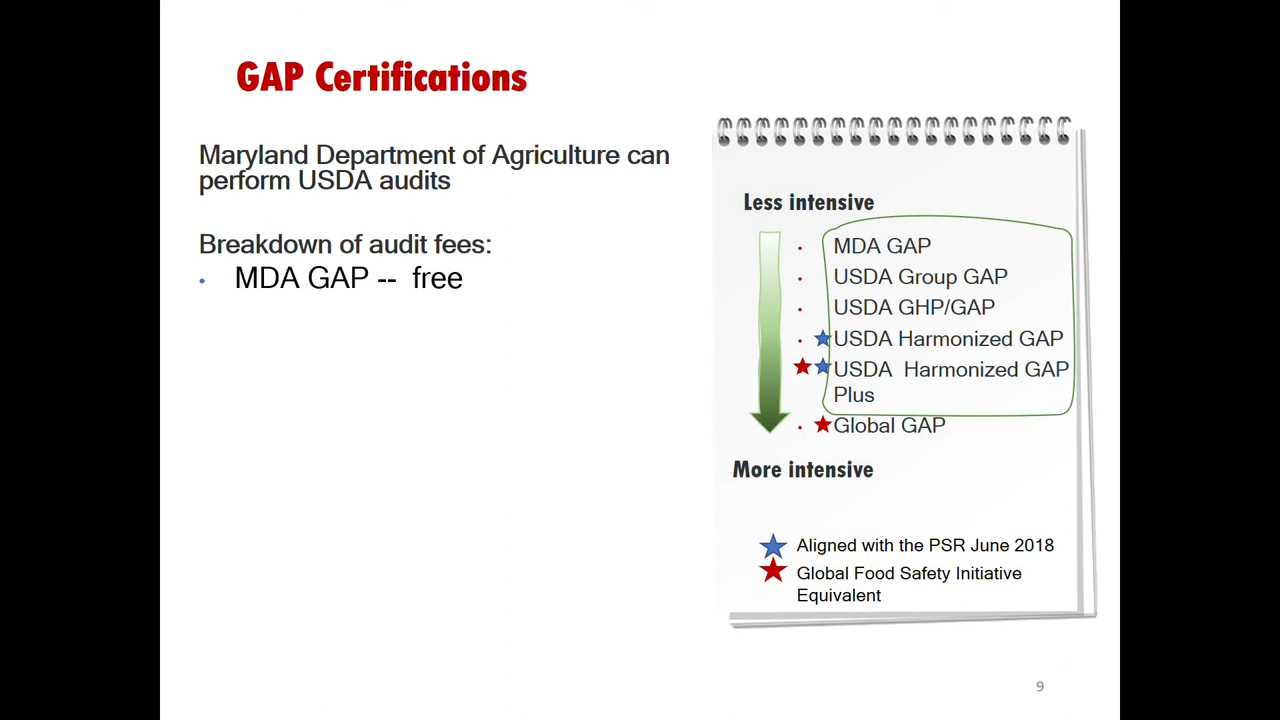 GAP Certifications
Maryland Department of Agriculture can
perform USDA audits
Breakdown of audit fees:
• MDA GAP -- free
Less intensive
• MDA GAP
• USDA Group GAP
• USDA GHP/GAP
• USDA Harmonized GAP
USDA Harmonized GAP
Plus
• Global GAP
More intensive
Aligned with the PSR June 2018
Global Food Safety Initiative
Equivalent
9